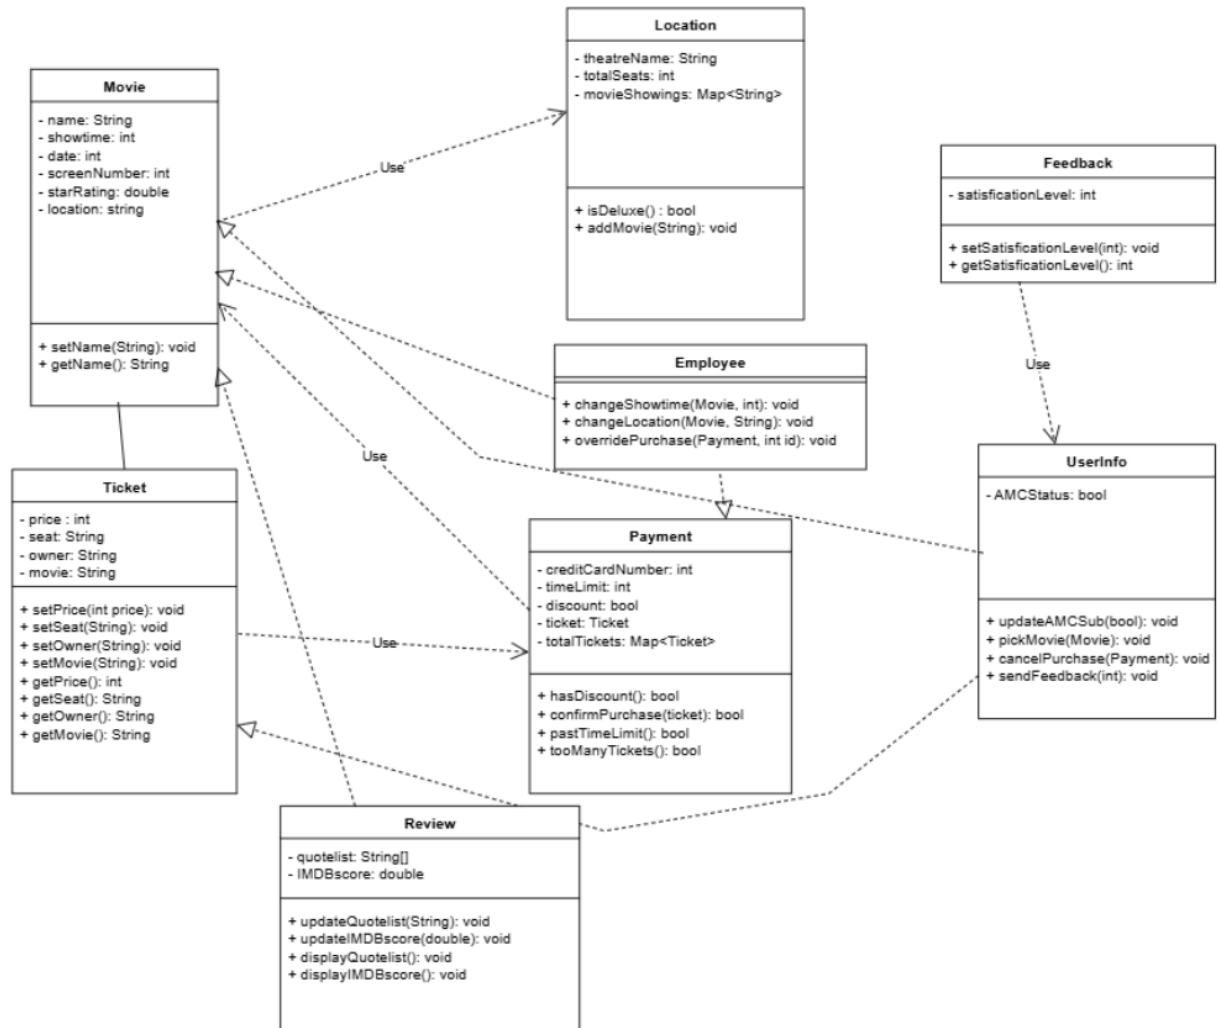 Location
- theatreName: String
- totalSeats: int
- movieShowings: Map<String>
+ isDeluxe() : bool
+ addMovie(String): void
Movie
- name: String
- showtime: int
- date: int
- screenNumber: int
- starRating: double
- location: string
+ setName(String): void
+ getName(): String
Use
Feedback
- satisficationLevel: int
+ setSatisficationLevel(int): void
+ getSatisficationLevel(): int
Use
Employee
+ changeShowtime(Movie, int): void
+ changeLocation(Movie, String): void
+ overridePurchase(Payment, int id): void
Use
UserInfo
- AMCStatus: bool
+ updateAMCSub(bool): void
+ pickMovie(Movie): void
+ cancelPurchase(Payment): void
+ sendFeedback(int): void
Ticket
- price : int
- seat: String
- owner: String
- movie: String
+ setPrice(int price): void
+ setSeat(String): void
+ setOwner(String): void
+ setMovie(String): void
+ getPrice(): int
+ getSeat(): String
+ getOwner(): String
+ getMovie(): String
Use
Payment
- creditCardNumber: int
- timeLimit: int
- discount: bool
- ticket: Ticket
- totalTickets: Map<Ticket>
+ hasDiscount(): bool
+ confirmPurchase(ticket): bool
+ pastTimeLimit(): bool
+ tooManyTickets(): bool
Review
- quotelist: String[]
- IMDBscore: double
+ updateQuotelist(String): void
+ updateIMDBscore(double): void
+ displayQuotelist(): void
+ displayIMDBscore(): void